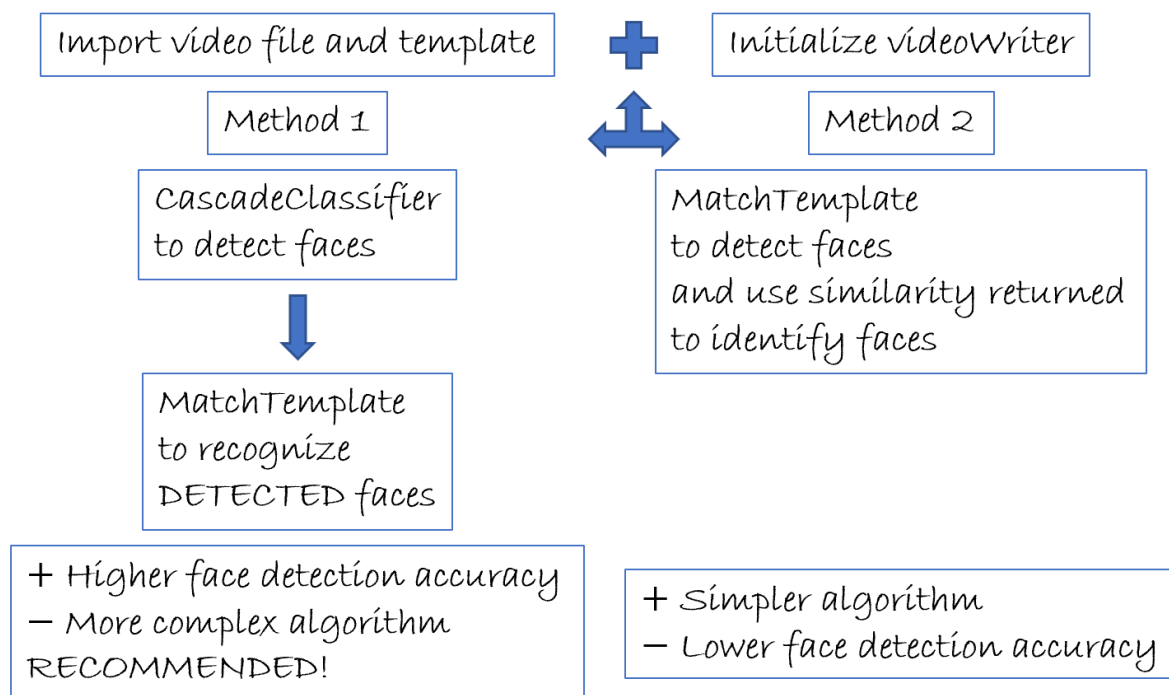 Import video file and template
Initialize videoWriter
Method 1
Method 2
CascadeClassifier
to detect faces
MatchTemplate
to detect faces
and use similarity returned
to identify faces
MatchTemplate
to recognize
DETECTED faces
+ Higher face detection accuracy
− More complex algorithm
RECOMMENDED!
+ Simpler algorithm
− Lower face detection accuracy